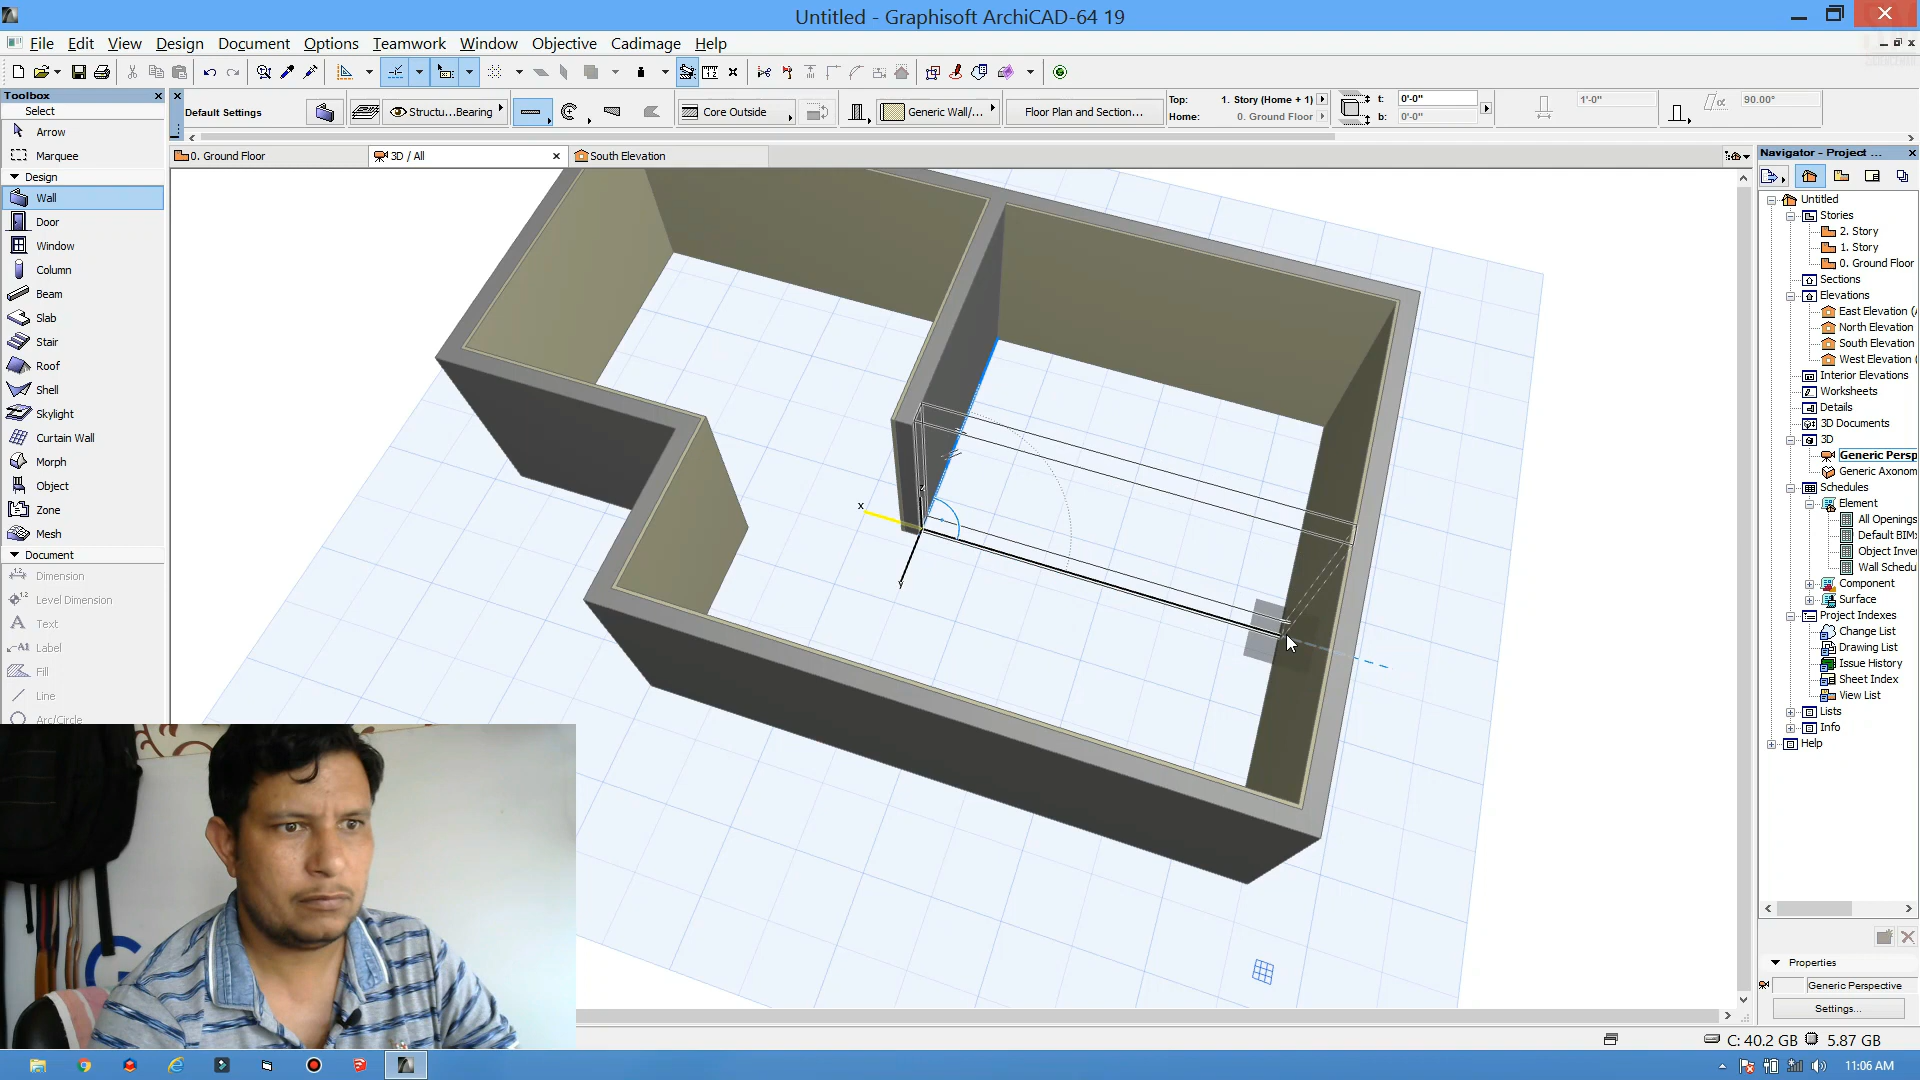 Untitled - Graphisoft ArchiCAD-64 19
File Edit View Design Document Options Teamwork Window Objective Cadimage Help
Toolbox
Select
Arrow
Marquee
Design
Wall
Door
Window
Column
Beam
Slab
Stair
Roof
Shell
Skylight
Curtain Wall
Morph
Object
Zone
Mesh
Document
Dimension
Level Dimension
Text
Label
Fill
Line
Arc/Circle
Default Settings
Structu...Bearing
Core Outside
Generic Wall/...
Floor Plan and Section...
Top: 1. Story (Home + 1)
Home: 0. Ground Floor
t: 0'-0"
b: 0'-0"
1'-0"
90.00°
0. Ground Floor
3D / All
South Elevation
x
Navigator - Project ...
Untitled
Stories
2. Story
1. Story
0. Ground Floor
Sections
Elevations
East Elevation (
North Elevation
South Elevation
West Elevation (
Interior Elevations
Worksheets
Details
3D Documents
3D
Generic Persp
Generic Axonom
Schedules
Element
All Openings
Default BIM
Object Inve
Wall Schedu
Component
Surface
Project Indexes
Change List
Drawing List
Issue History
Sheet Index
View List
Lists
Info
Help
Properties
Generic Perspective
Settings...
C: 40.2 GB 5.87 GB
11:06 AM